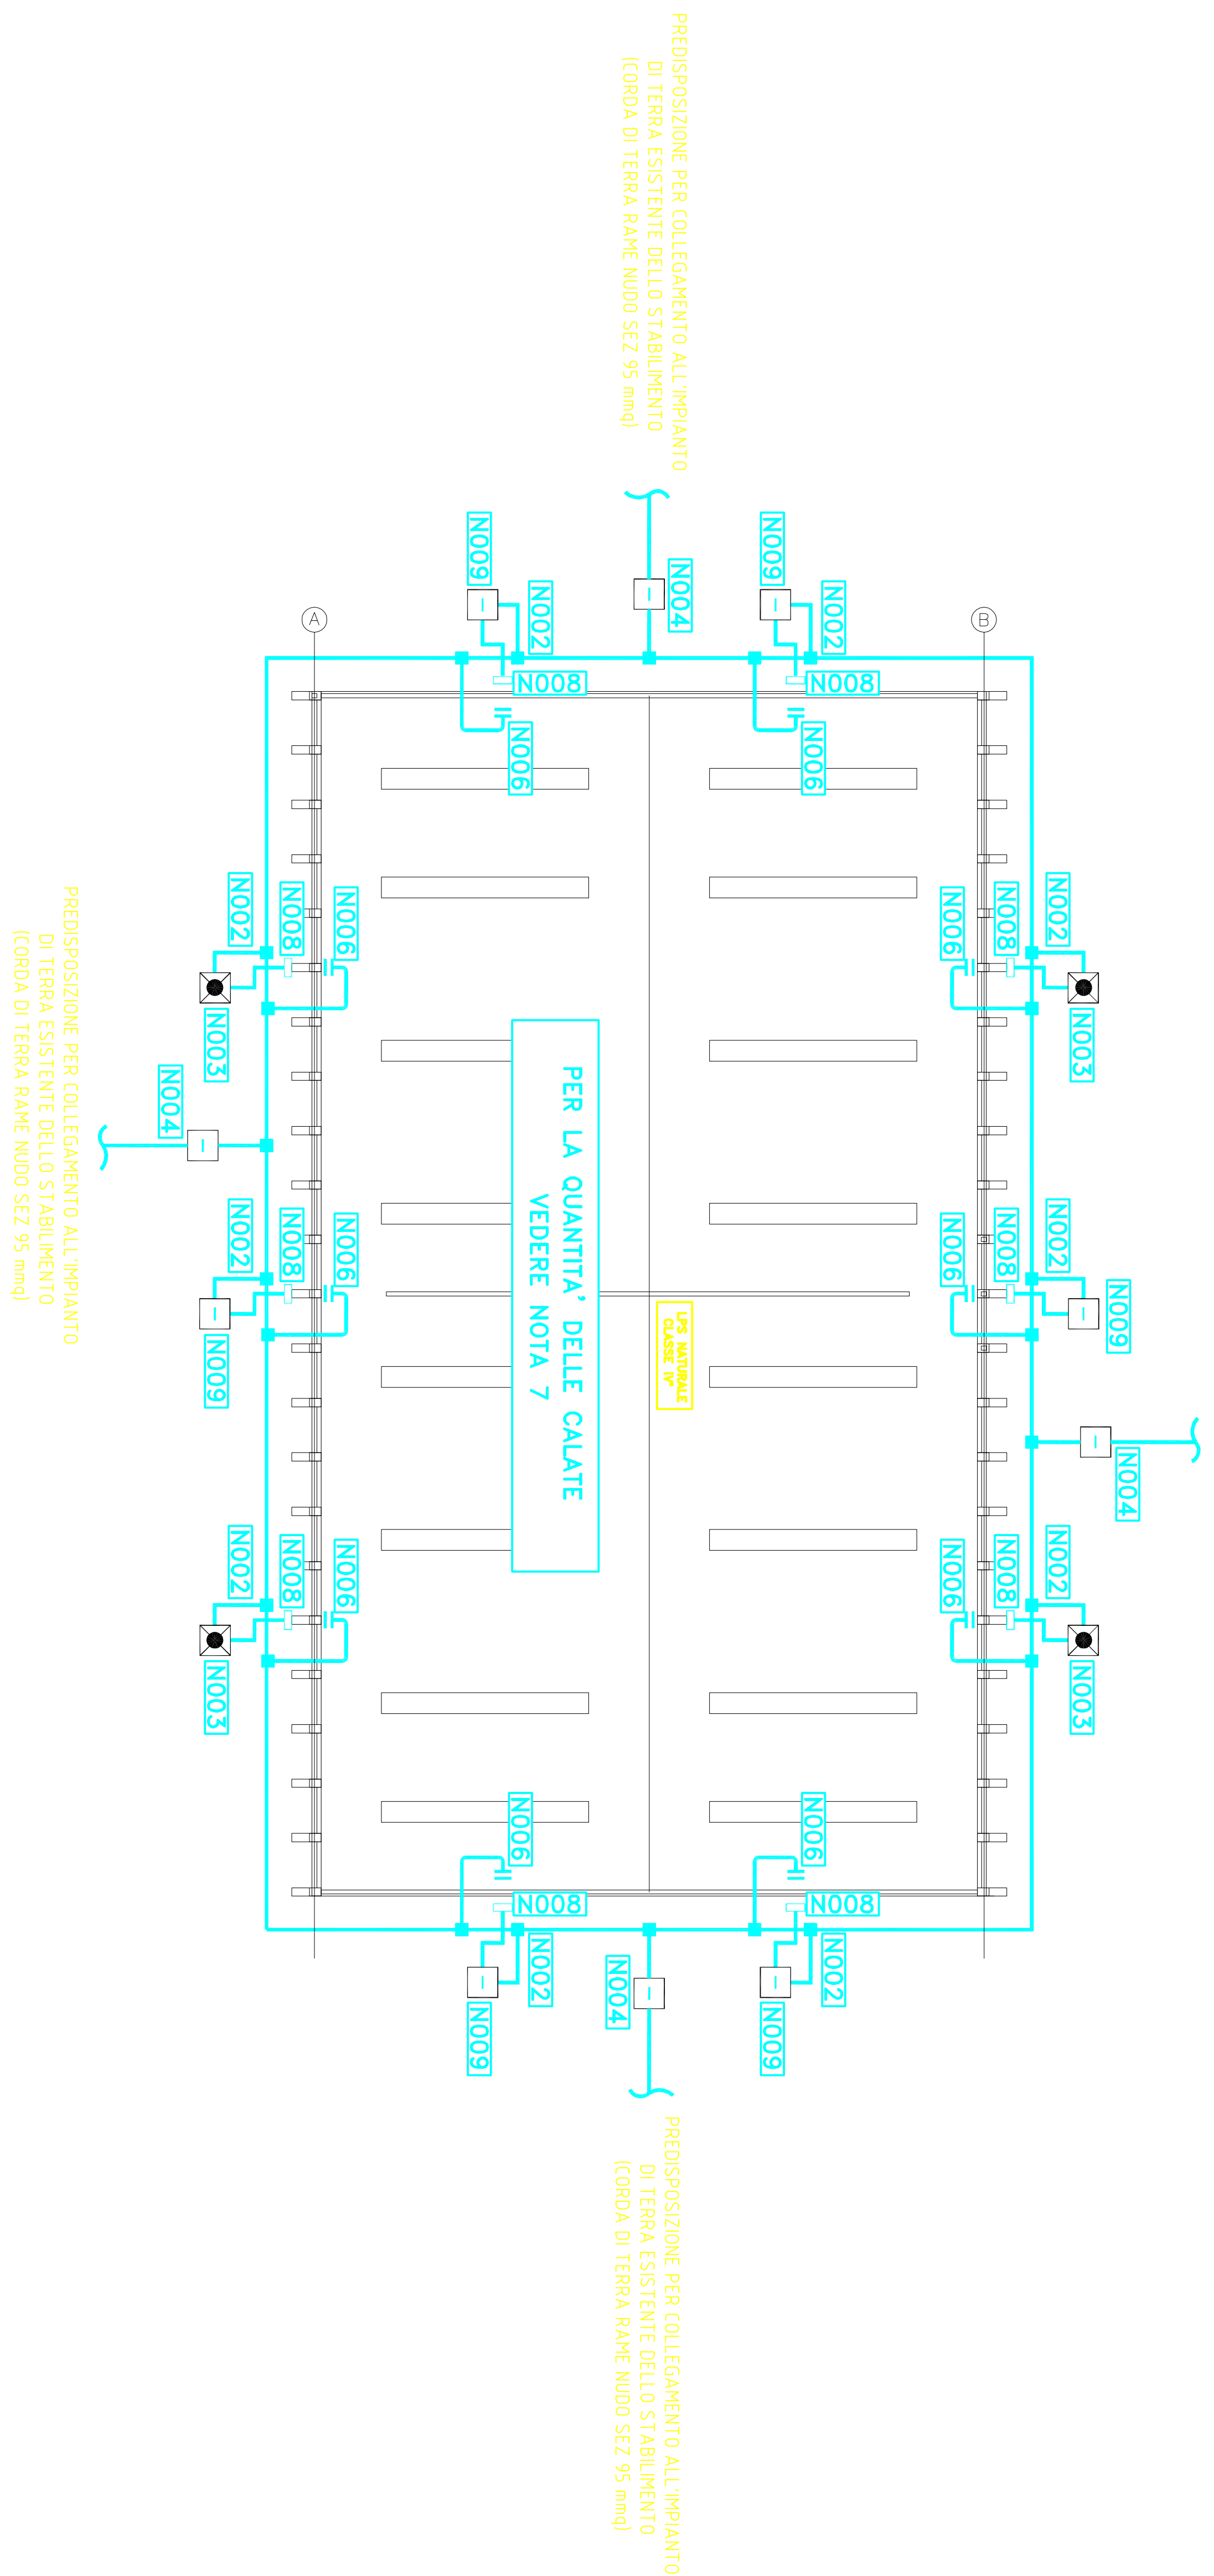 PREDISPOSIZIONE PER COLLEGAMENTO ALL'IMPIANTO
DI TERRA ESISTENTE DELLO STABILIMENTO
(CORDA DI TERRA RAME NUDO SEZ 95 mmq)
N009
N009
N004
N002
N002
A
B
N008
N008
N006
N006
N002
N008
N006
N006
N008
N002
N003
N003
PREDISPOSIZIONE PER COLLEGAMENTO ALL'IMPIANTO
DI TERRA ESISTENTE DELLO STABILIMENTO
(CORDA DI TERRA RAME NUDO SEZ 95 mmq)
N004
PER LA QUANTITA' DELLE CALATE
VEDERE NOTA 7
N002
N008
N006
N006
N008
N002
N009
N009
LPS NATURALE
CLASSE IV°
N004
N002
N008
N006
N006
N008
N002
N003
N003
N006
N006
N008
N008
N002
N002
N004
N009
N009
PREDISPOSIZIONE PER COLLEGAMENTO ALL'IMPIANTO
DI TERRA ESISTENTE DELLO STABILIMENTO
(CORDA DI TERRA RAME NUDO SEZ 95 mmq)